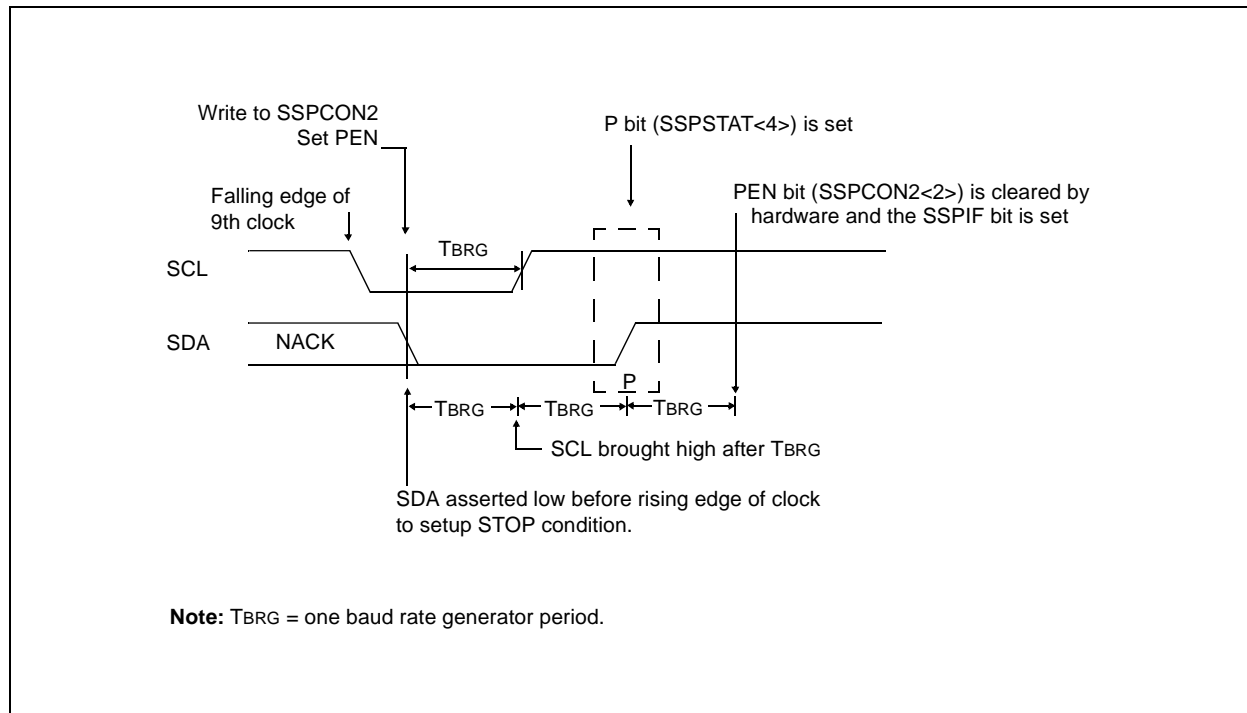 Write to SSPCON2
Set PEN
P bit (SSPSTAT<4>) is set
Falling edge of
9th clock
PEN bit (SSPCON2<2>) is cleared by
hardware and the SSPIF bit is set
TBRG
SCL
SDA
NACK
P
TBRG
TBRG
TBRG
SCL brought high after TBRG
SDA asserted low before rising edge of clock
to setup STOP condition.
Note: TBRG = one baud rate generator period.